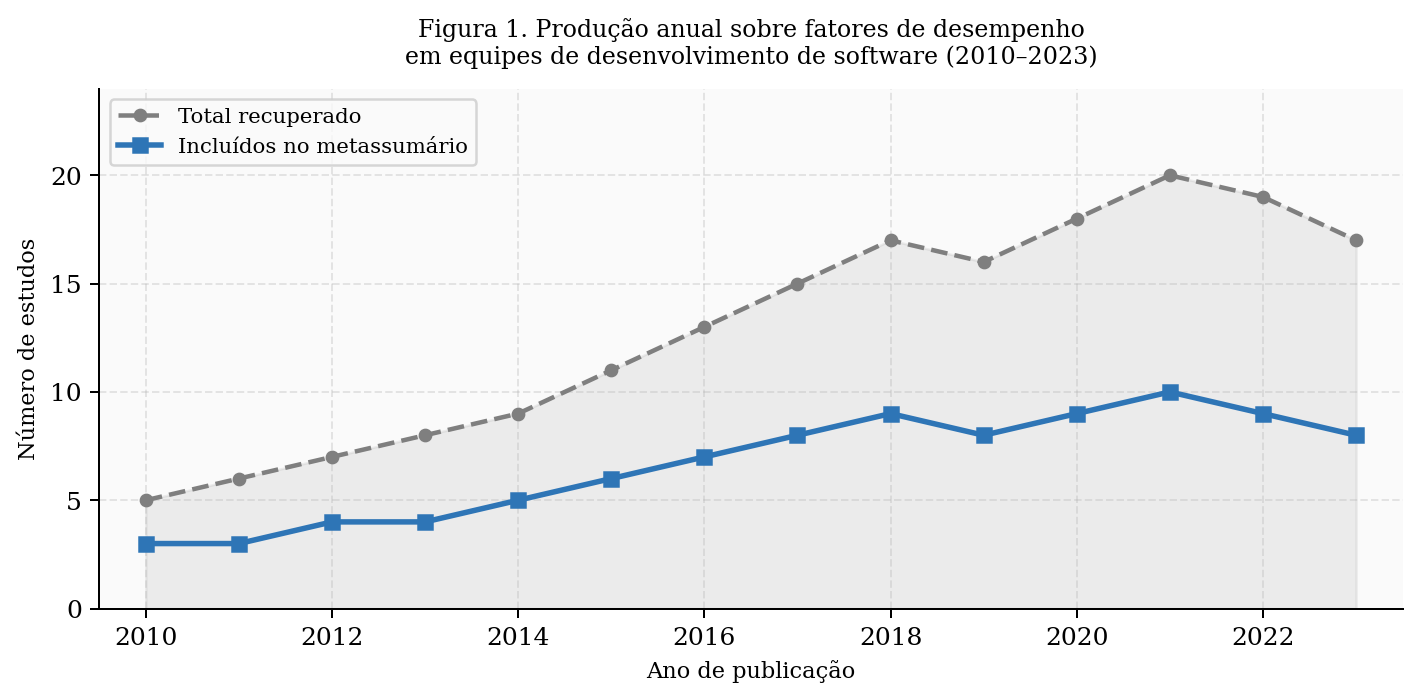 Figura 1. Produção anual sobre fatores de desempenho
em equipes de desenvolvimento de software (2010–2023)
Total recuperado
Incluídos no metassumário
Número de estudos
20
15
10
5
0
2010 2012 2014 2016 2018 2020 2022
Ano de publicação